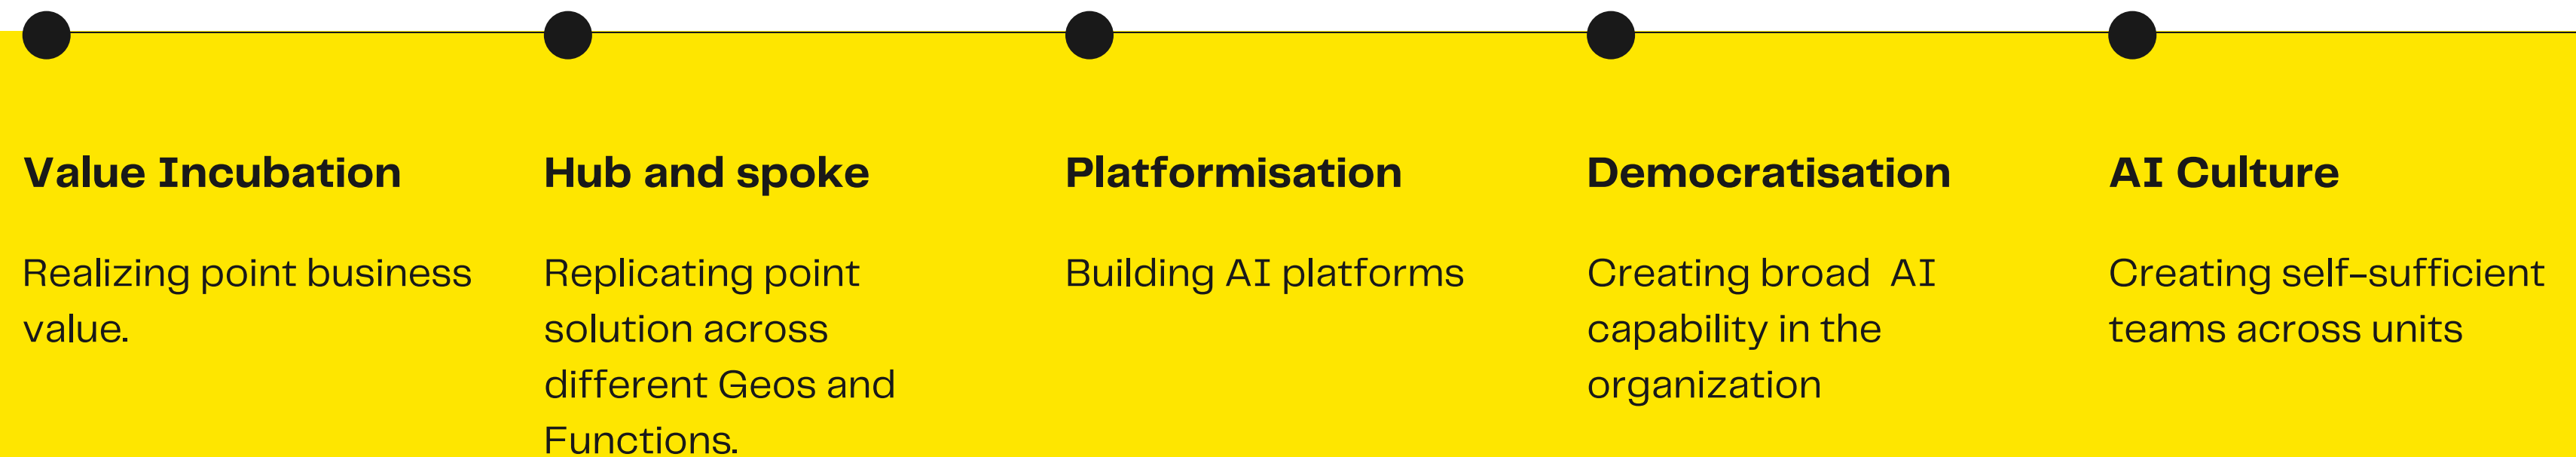 Value Incubation
Realizing point business
value.
Hub and spoke
Replicating point
solution across
different Geos and
Functions.
Platformisation
Building AI platforms
Democratisation
Creating broad  AI
capability in the
organization
AI Culture
Creating self-sufficient
teams across units